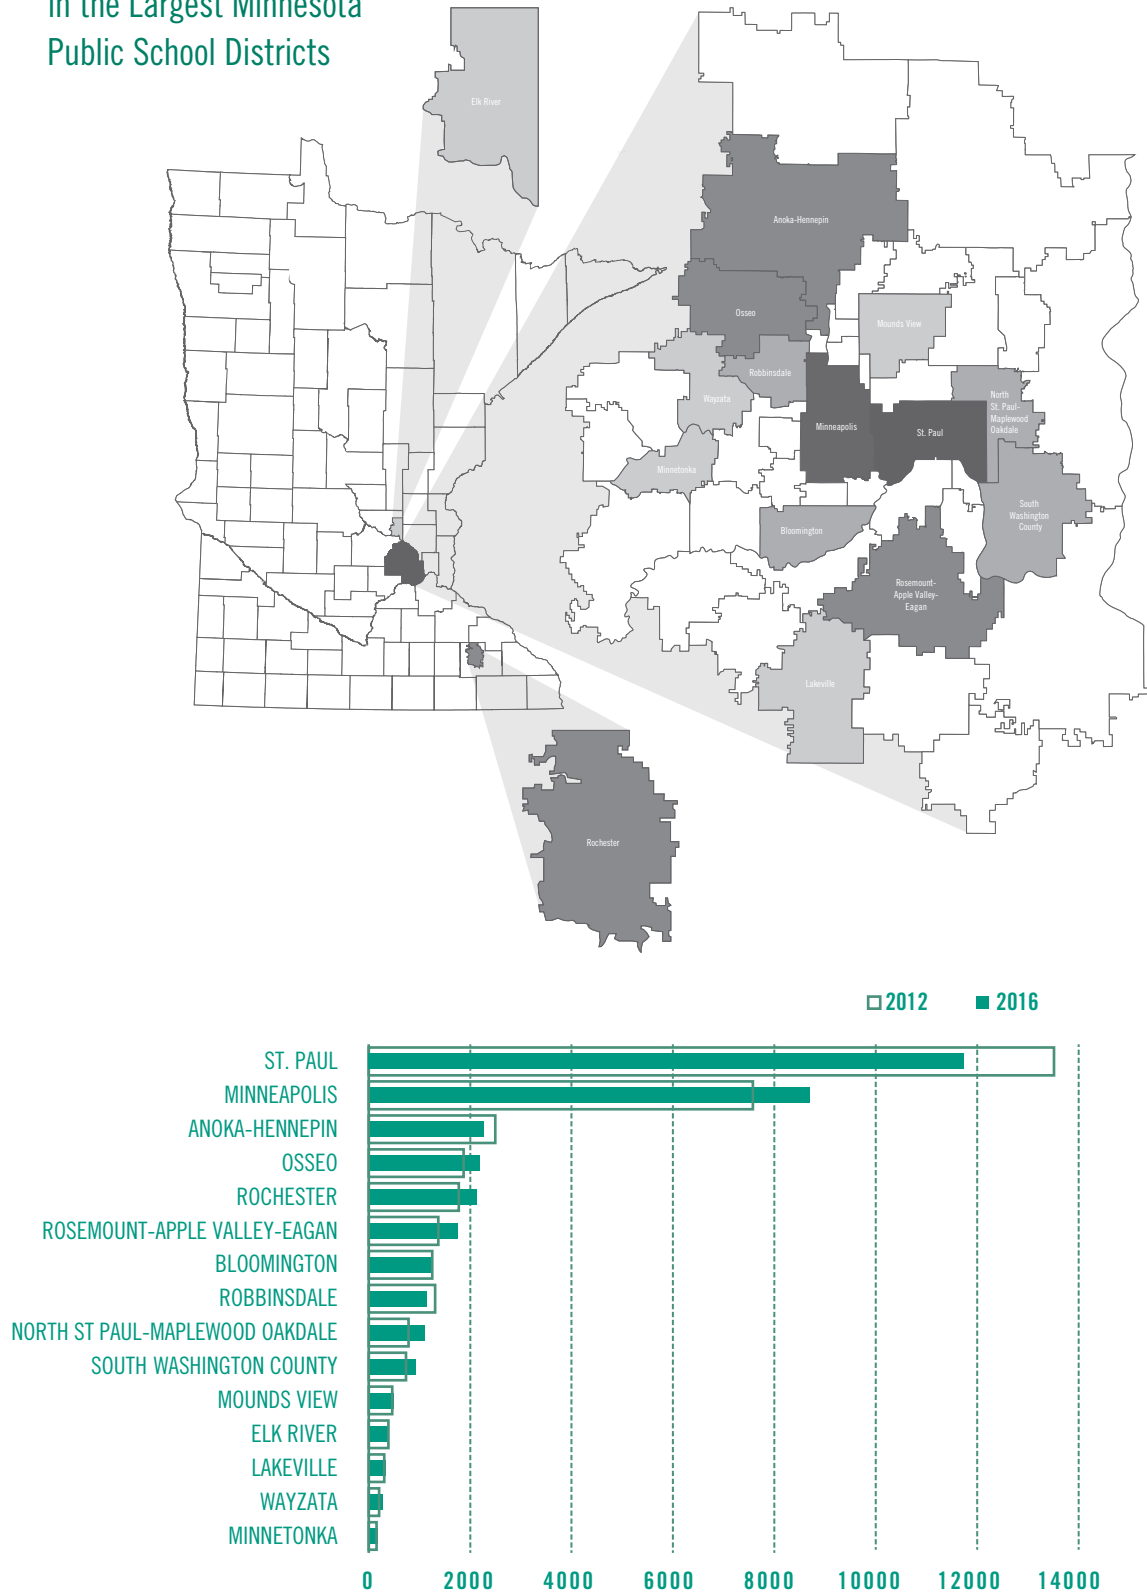 in the Largest Minnesota
Public School Districts
Elk River
Anoka-Hennepin
Osseo
Mounds View
Robbinsdale
Wayzata
North
St. Paul-
Maplewood
Oakdale
Minneapolis
St. Paul
Minnetonka
South
Washington
County
Bloomington
Rosemount-
Apple Valley-
Eagan
Lakeville
Rochester
2012
2016
ST. PAUL
MINNEAPOLIS
ANOKA-HENNEPIN
OSSEO
ROCHESTER
ROSEMOUNT-APPLE VALLEY-EAGAN
BLOOMINGTON
ROBBINSDALE
NORTH ST PAUL-MAPLEWOOD OAKDALE
SOUTH WASHINGTON COUNTY
MOUNDS VIEW
ELK RIVER
LAKEVILLE
WAYZATA
MINNETONKA
0 2000 4000 6000 8000 10000 12000 14000